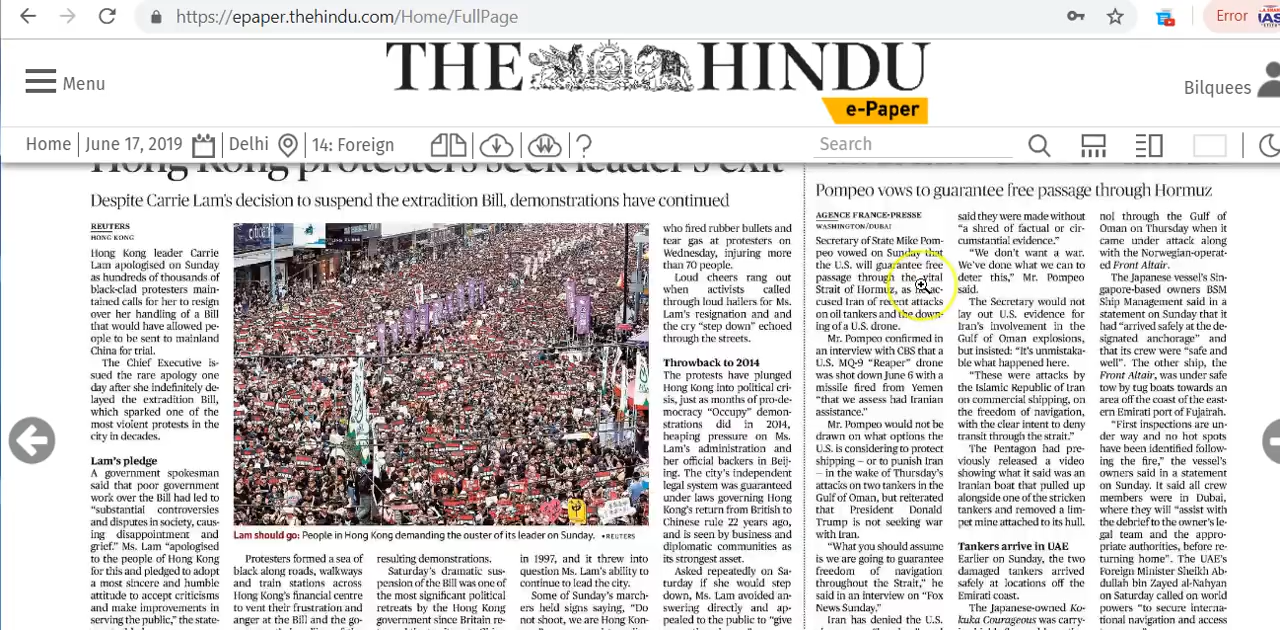 https://epaper.thehindu.com/Home/FullPage
Error
IAS
THE HINDU
e-Paper
Menu
Bilquees
Home
June 17, 2019
Delhi
14: Foreign
?
Search
Hong Kong protesters seek leader's exit
Despite Carrie Lam's decision to suspend the extradition Bill, demonstrations have continued
REUTERS
HONG KONG
Hong Kong leader Carrie
Lam apologised on Sunday
as hundreds of thousands of
black-clad protesters main-
tained calls for her to resign
over her handling of a Bill
that would have allowed pe-
ople to be sent to mainland
China for trial.
The Chief Executive is-
sued the rare apology one
day after she indefinitely de-
layed the extradition Bill,
which sparked one of the
most violent protests in the
city in decades.
Lam's pledge
A government spokesman
said that poor government
work over the Bill had led to
"substantial controversies
and disputes in society, caus-
ing disappointment and
grief." Ms. Lam "apologised
to the people of Hong Kong
for this and pledged to adopt
a most sincere and humble
attitude to accept criticisms
and make improvements in
serving the public," the state-
Lam should go: People in Hong Kong demanding the ouster of its leader on Sunday. •REUTERS
Protesters formed a sea of
black along roads, walkways
and train stations across
Hong Kong's financial centre
to vent their frustration and
anger at the Bill and the go-
resulting demonstrations.
Saturday's dramatic sus-
pension of the Bill was one of
the most significant political
retreats by the Hong Kong
government since Britain re-
in 1997, and it threw into
question Ms. Lam's ability to
continue to lead the city.
Some of Sunday's march-
ers held signs saying, "Do
not shoot, we are Hong Kon-
who fired rubber bullets and
tear gas at protesters on
Wednesday, injuring more
than 70 people.
Loud cheers rang out
when activists called
through loud hailers for Ms.
Lam's resignation and and
the cry "step down" echoed
through the streets.
Throwback to 2014
The protests have plunged
Hong Kong into political cri-
sis, just as months of pro-de-
mocracy "Occupy" demon-
strations did in 2014,
heaping pressure on Ms.
Lam's administration and
her official backers in Beij-
ing. The city's independent
legal system was guaranteed
under laws governing Hong
Kong's return from British to
Chinese rule 22 years ago,
and is seen by business and
diplomatic communities as
its strongest asset.
Asked repeatedly on Sa-
turday if she would step
down, Ms. Lam avoided an-
swering directly and ap-
pealed to the public to "give
Pompeo vows to guarantee free passage through Hormuz
AGENCE FRANCE-PRESSE
WASHINGTON/DUBAI
Secretary of State Mike Pom-
peo vowed on Sunday that
the U.S. will guarantee free
passage through the vital
Strait of Hormuz, as he ac-
cused Iran of recent attacks
on oil tankers and the down-
ing of a U.S. drone.
Mr. Pompeo confirmed in
an interview with CBS that a
U.S. MQ-9 "Reaper" drone
was shot down June 6 with a
missile fired from Yemen
"that we assess had Iranian
assistance."
Mr. Pompeo would not be
drawn on what options the
U.S. is considering to protect
shipping – or to punish Iran
– in the wake of Thursday's
attacks on two tankers in the
Gulf of Oman, but reiterated
that President Donald
Trump is not seeking war
with Iran.
"What you should assume
is we are going to guarantee
freedom of navigation
throughout the Strait," he
said in an interview on "Fox
News Sunday."
Iran has denied the U.S.
said they were made without
"a shred of factual or cir-
cumstantial evidence."
"We don't want a war.
We've done what we can to
deter this," Mr. Pompeo
said.
The Secretary would not
lay out U.S. evidence for
Iran's involvement in the
Gulf of Oman explosions,
but insisted: "It's unmistaka-
ble what happened here.
"These were attacks by
the Islamic Republic of Iran
on commercial shipping, on
the freedom of navigation,
with the clear intent to deny
transit through the strait."
The Pentagon had pre-
viously released a video
showing what it said was an
Iranian boat that pulled up
alongside one of the stricken
tankers and removed a lim-
pet mine attached to its hull.
Tankers arrive in UAE
Earlier on Sunday, the two
damaged tankers arrived
safely at locations off the
Emirati coast.
The Japanese-owned Ko-
kuka Courageous was carry-
nol through the Gulf of
Oman on Thursday when it
came under attack along
with the Norwegian-operat-
ed Front Altair.
The Japanese vessel's Sin-
gapore-based owners BSM
Ship Management said in a
statement on Sunday that it
had "arrived safely at the de-
signated anchorage" and
that its crew were "safe and
well". The other ship, the
Front Altair, was under safe
tow by tug boats towards an
area off the coast of the east-
ern Emirati port of Fujairah.
"First inspections are un-
der way and no hot spots
have been identified follow-
ing the fire," the vessel's
owners said in a statement
on Sunday. It said all crew
members were in Dubai,
where they will "assist with
the debrief to the owner's le-
gal team and the appro-
priate authorities, before re-
turning home". The UAE's
Foreign Minister Sheikh Ab-
dullah bin Zayed al-Nahyan
on Saturday called on world
powers "to secure interna-
tional navigation and access